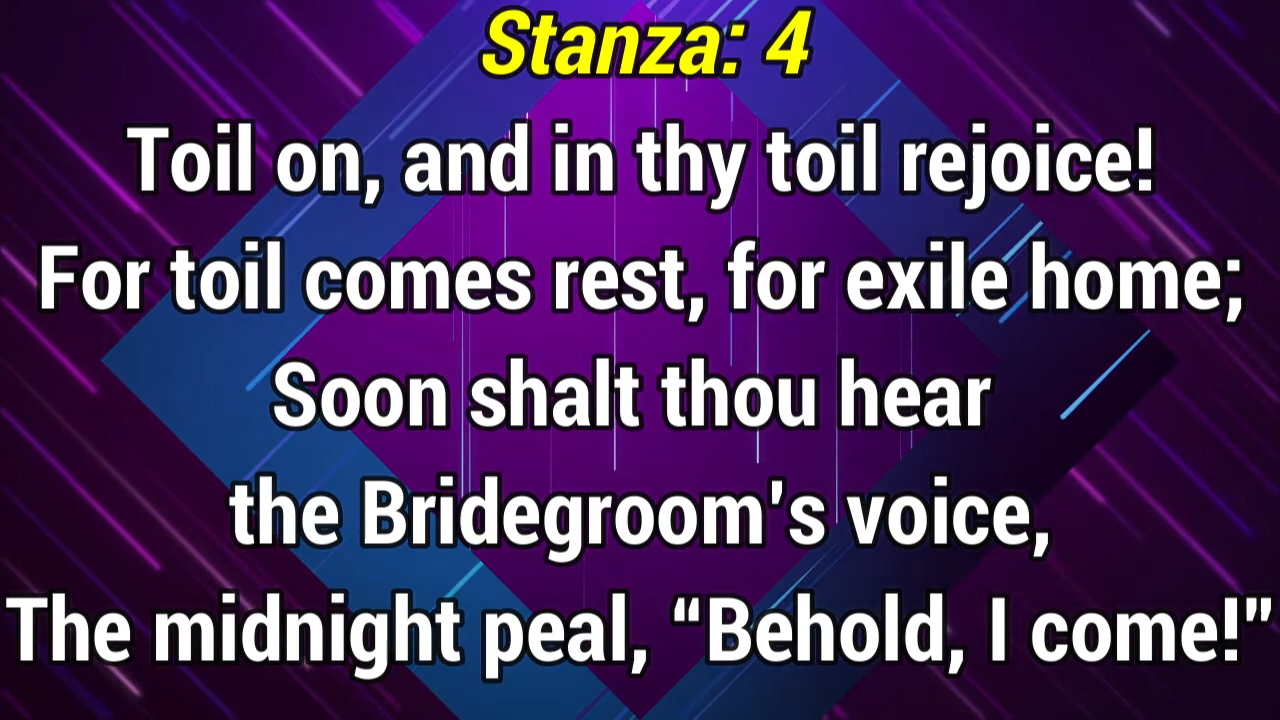 Stanza: 4
Toil on, and in thy toil rejoice!
For toil comes rest, for exile home;
Soon shalt thou hear
the Bridegroom's voice,
The midnight peal, “Behold, I come!”